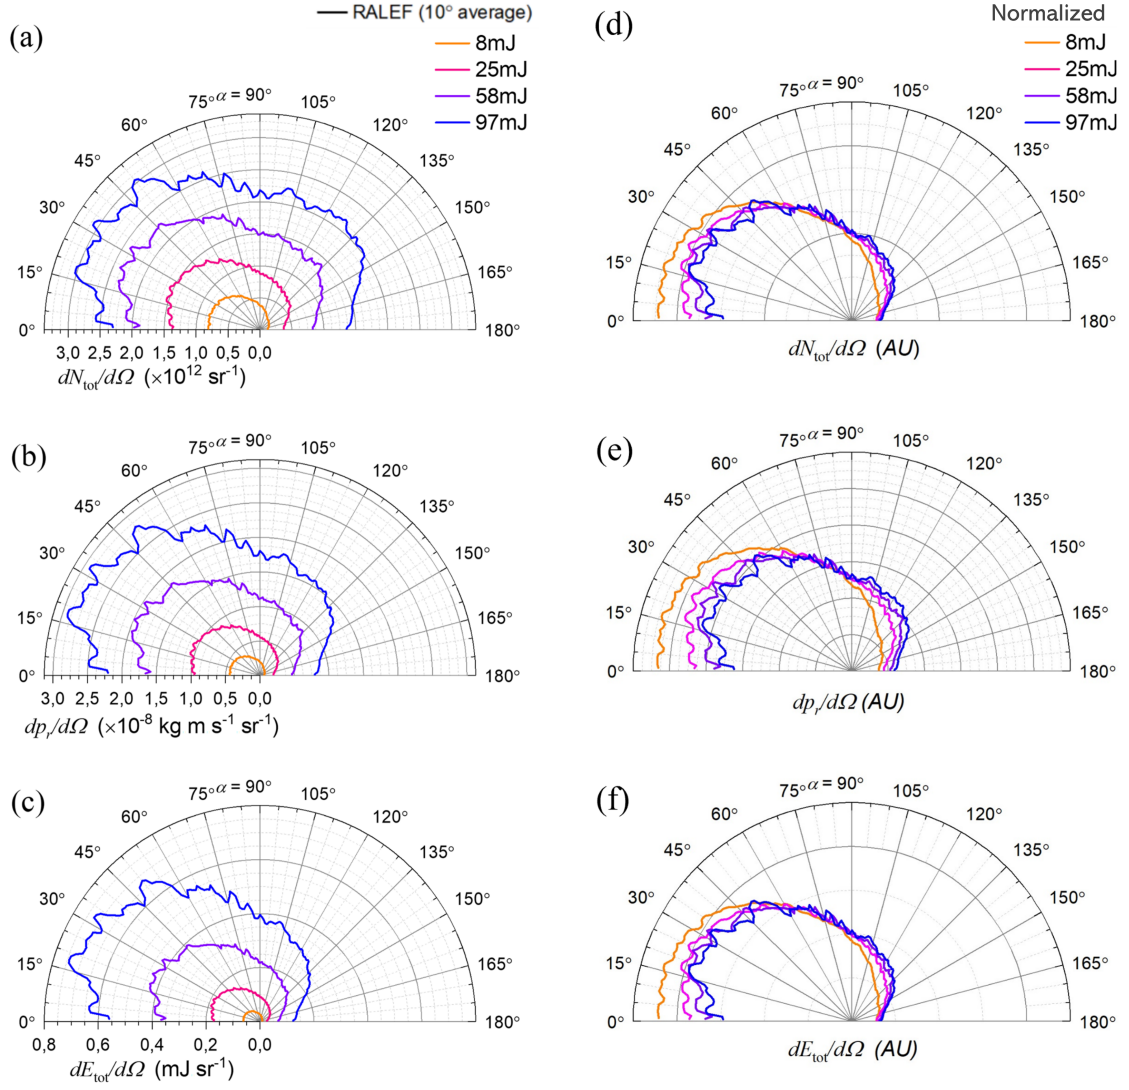 (a)
RALEF (10° average)
8mJ
25mJ
58mJ
97mJ
0°
15°
30°
45°
60°
75°
α = 90°
105°
120°
135°
150°
165°
180°
3,0 2,5 2,0 1,5 1,0 0,5 0,0
dNtot/dΩ (×10¹² sr⁻¹)
(b)
0°
15°
30°
45°
60°
75°
α = 90°
105°
120°
135°
150°
165°
180°
3,0 2,5 2,0 1,5 1,0 0,5 0,0
dpr/dΩ (×10⁻⁸ kg m s⁻¹ sr⁻¹)
(c)
0°
15°
30°
45°
60°
75°
α = 90°
105°
120°
135°
150°
165°
180°
0,8 0,6 0,4 0,2 0,0
dEtot/dΩ (mJ sr⁻¹)
(d)
Normalized
8mJ
25mJ
58mJ
97mJ
0°
15°
30°
45°
60°
75°
α = 90°
105°
120°
135°
150°
165°
180°
dNtot/dΩ (AU)
(e)
0°
15°
30°
45°
60°
75°
α = 90°
105°
120°
135°
150°
165°
180°
dpr/dΩ (AU)
(f)
0°
15°
30°
45°
60°
75°
α = 90°
105°
120°
135°
150°
165°
180°
dEtot/dΩ (AU)